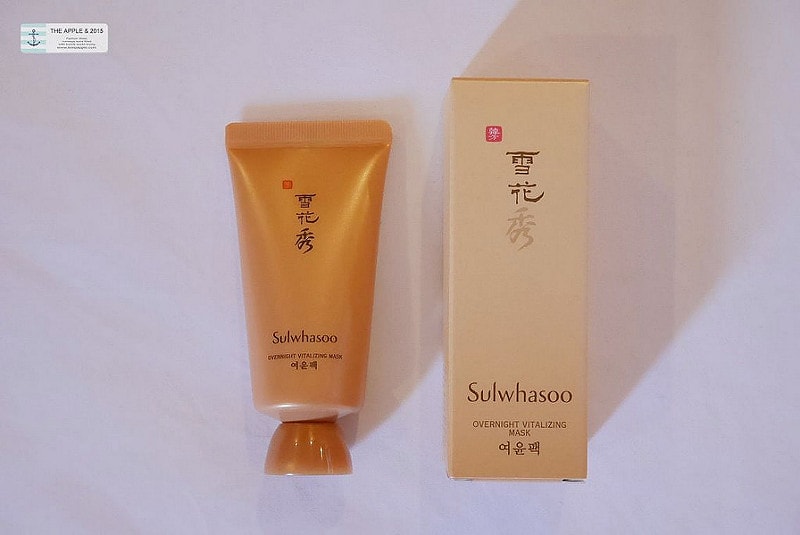 THE APPLE & 2015
雪
花
秀
Sulwhasoo
OVERNIGHT VITALIZING MASK
여윤팩
雪
花
秀
Sulwhasoo
OVERNIGHT VITALIZING
MASK
여윤팩